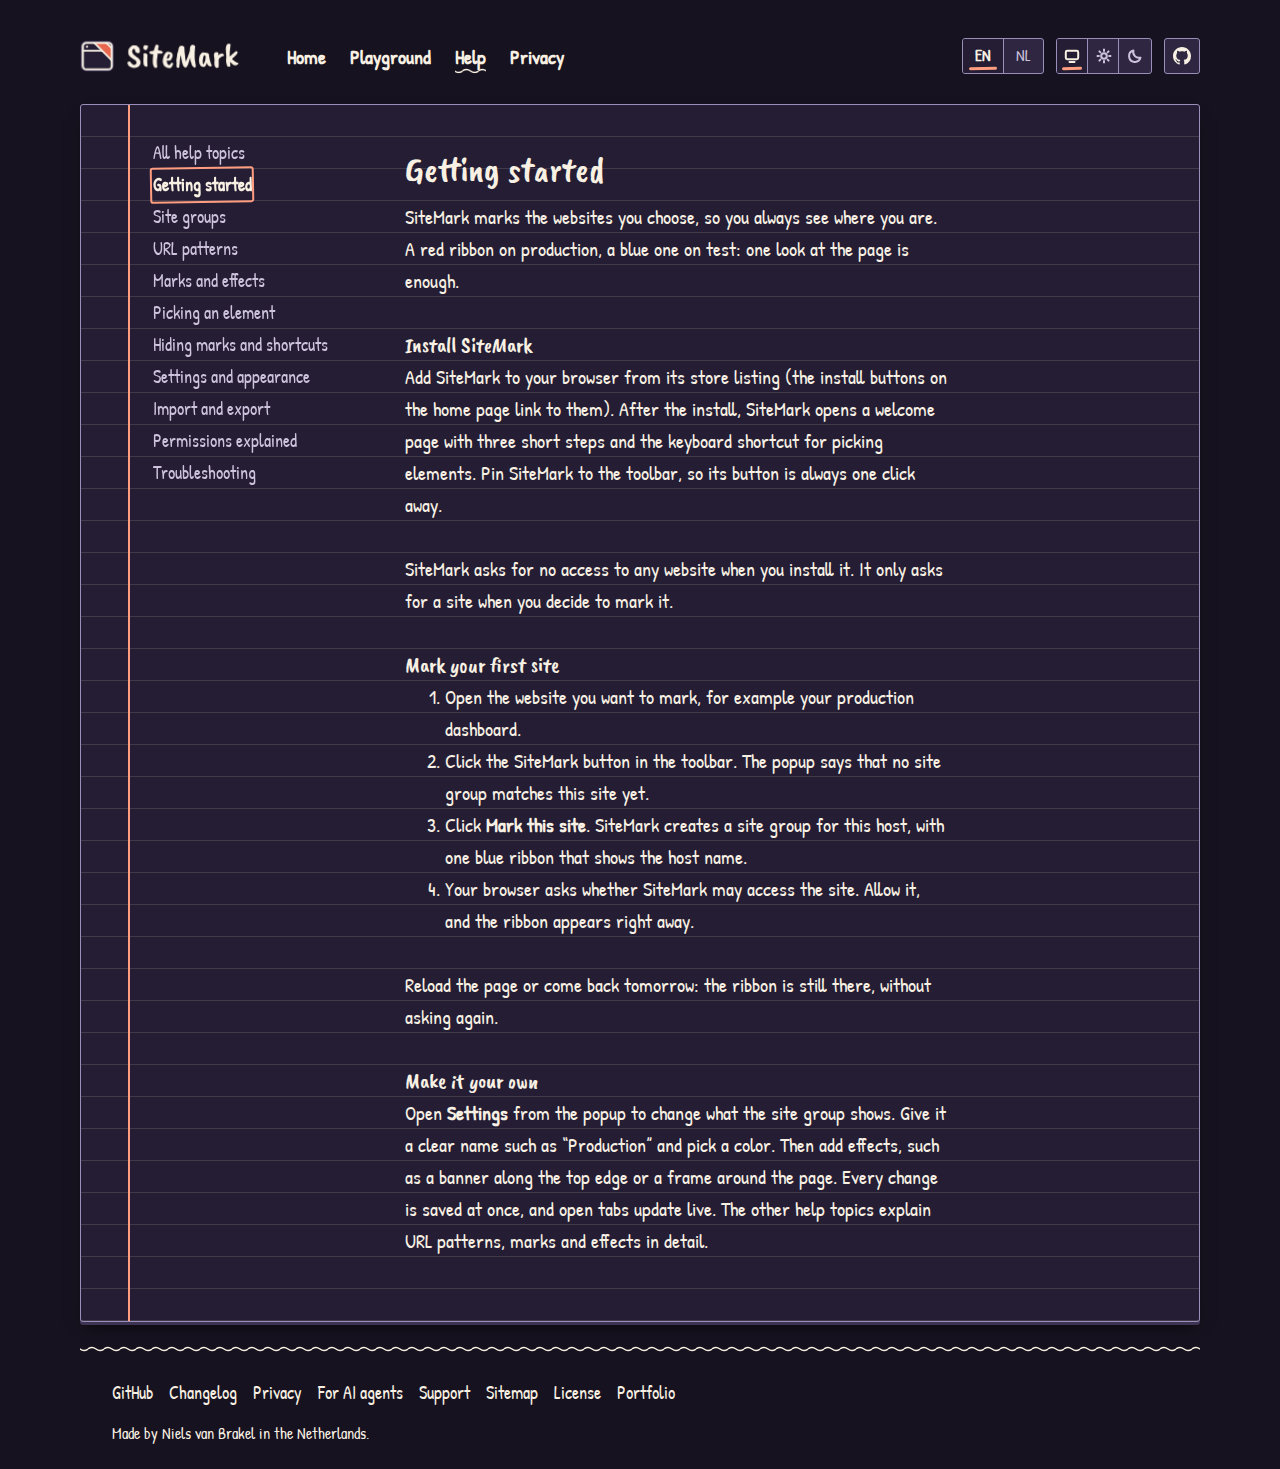 SiteMark
Home Playground Help Privacy
EN NL
All help topics
Getting started
Site groups
URL patterns
Marks and effects
Picking an element
Hiding marks and shortcuts
Settings and appearance
Import and export
Permissions explained
Troubleshooting
Getting started
SiteMark marks the websites you choose, so you always see where you are.
A red ribbon on production, a blue one on test: one look at the page is
enough.
Install SiteMark
Add SiteMark to your browser from its store listing (the install buttons on
the home page link to them). After the install, SiteMark opens a welcome
page with three short steps and the keyboard shortcut for picking
elements. Pin SiteMark to the toolbar, so its button is always one click
away.
SiteMark asks for no access to any website when you install it. It only asks
for a site when you decide to mark it.
Mark your first site
1. Open the website you want to mark, for example your production
dashboard.
2. Click the SiteMark button in the toolbar. The popup says that no site
group matches this site yet.
3. Click Mark this site. SiteMark creates a site group for this host, with
one blue ribbon that shows the host name.
4. Your browser asks whether SiteMark may access the site. Allow it,
and the ribbon appears right away.
Reload the page or come back tomorrow: the ribbon is still there, without
asking again.
Make it your own
Open Settings from the popup to change what the site group shows. Give it
a clear name such as “Production” and pick a color. Then add effects, such
as a banner along the top edge or a frame around the page. Every change
is saved at once, and open tabs update live. The other help topics explain
URL patterns, marks and effects in detail.
GitHub Changelog Privacy For AI agents Support Sitemap License Portfolio
Made by Niels van Brakel in the Netherlands.